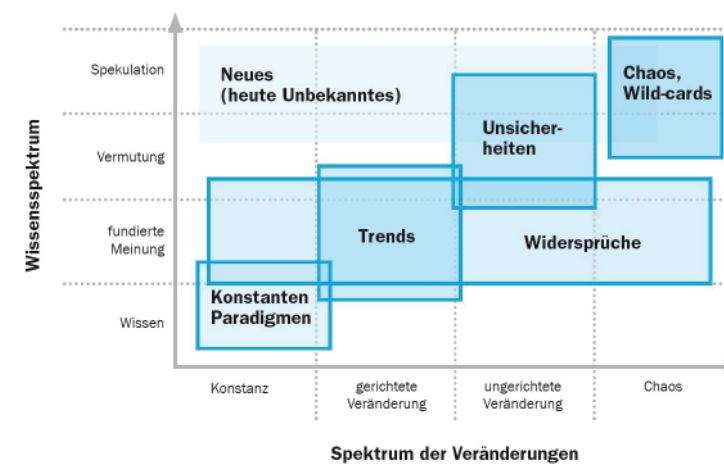 Wissensspektrum
Spekulation
Vermutung
fundierte
Meinung
Wissen
Neues
(heute Unbekanntes)
Chaos,
Wild-cards
Unsicher-
heiten
Trends
Widersprüche
Konstanten
Paradigmen
Konstanz
gerichtete
Veränderung
ungerichtete
Veränderung
Chaos
Spektrum der Veränderungen